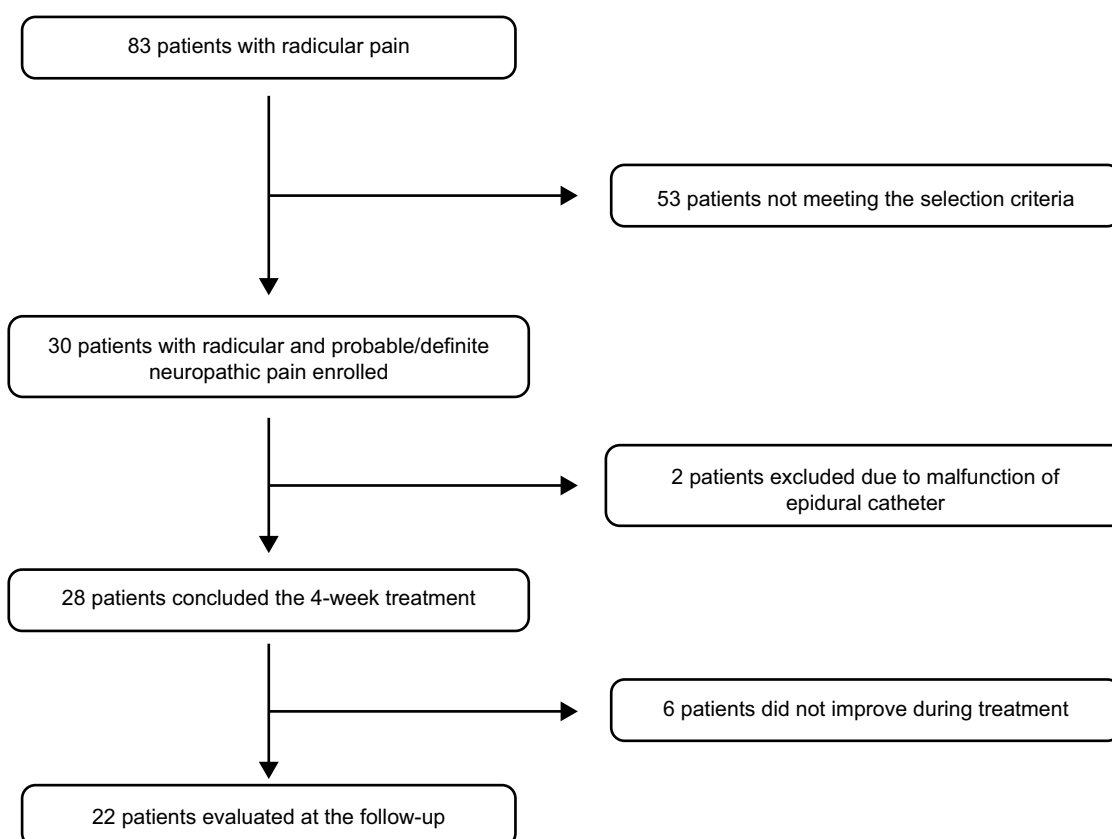 83 patients with radicular pain
53 patients not meeting the selection criteria
30 patients with radicular and probable/definite
neuropathic pain enrolled
2 patients excluded due to malfunction of
epidural catheter
28 patients concluded the 4-week treatment
6 patients did not improve during treatment
22 patients evaluated at the follow-up